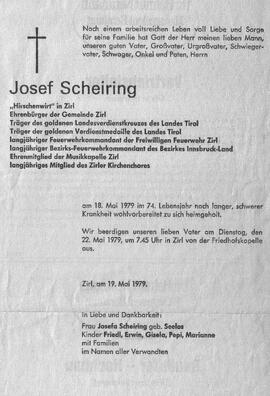 Nach einem arbeitsreichen Leben voll Liebe und Sorge
für seine Familie hat Gott der Herr meinen lieben Mann,
unseren guten Vater, Großvater, Urgroßvater, Schwieger-
vater, Schwager, Onkel und Paten, Herrn
Josef Scheiring
„Hirschenwirt" in Zirl
Ehrenbürger der Gemeinde Zirl
Träger des goldenen Landesverdienstkreuzes des Landes Tirol
Träger der goldenen Verdienstmedaille des Landes Tirol
langjähriger Feuerwehrkommandant der Freiwilligen Feuerwehr Zirl
langjähriger Bezirks-Feuerwehrkommandant des Bezirkes Innsbruck-Land
Ehrenmitglied der Musikkapelle Zirl
langjähriges Mitglied des Zirler Kirchenchores
am 18. Mai 1979 im 74. Lebensjahr nach langer, schwerer
Krankheit wohlvorbereitet zu sich heimgeholt.
Wir beerdigen unseren lieben Vater am Dienstag, den
22. Mai 1979, um 7.45 Uhr in Zirl von der Friedhofskapelle
aus.
Zirl, am 19. Mai 1979.
In Liebe und Dankbarkeit:
Frau Josefa Scheiring geb. Seelos
Kinder Friedl, Erwin, Gisela, Pepi, Marianne
mit Familien
im Namen aller Verwandten